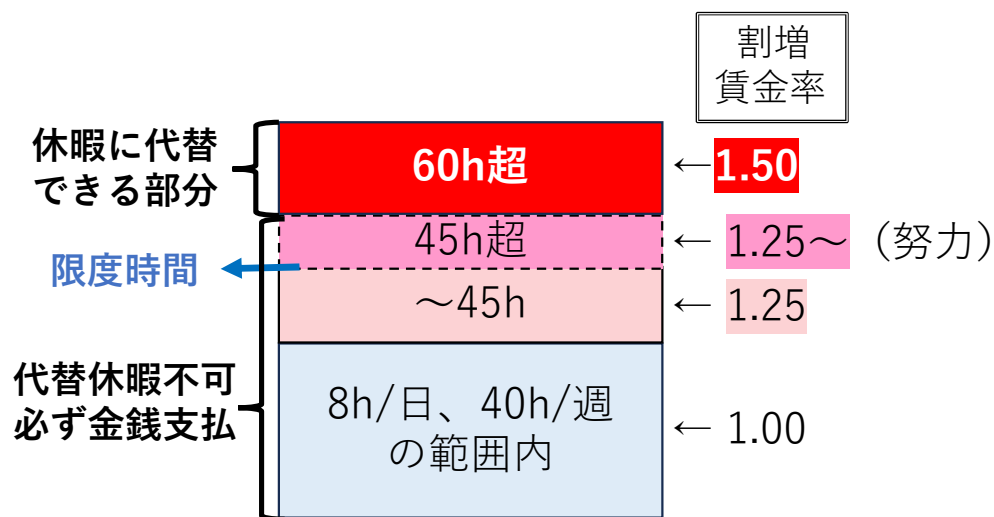 割増
賃金率
休暇に代替
できる部分
60h超
←1.50
45h超
← 1.25～（努力）
限度時間
～45h
← 1.25
代替休暇不可
必ず金銭支払
8h/日、40h/週
の範囲内
← 1.00